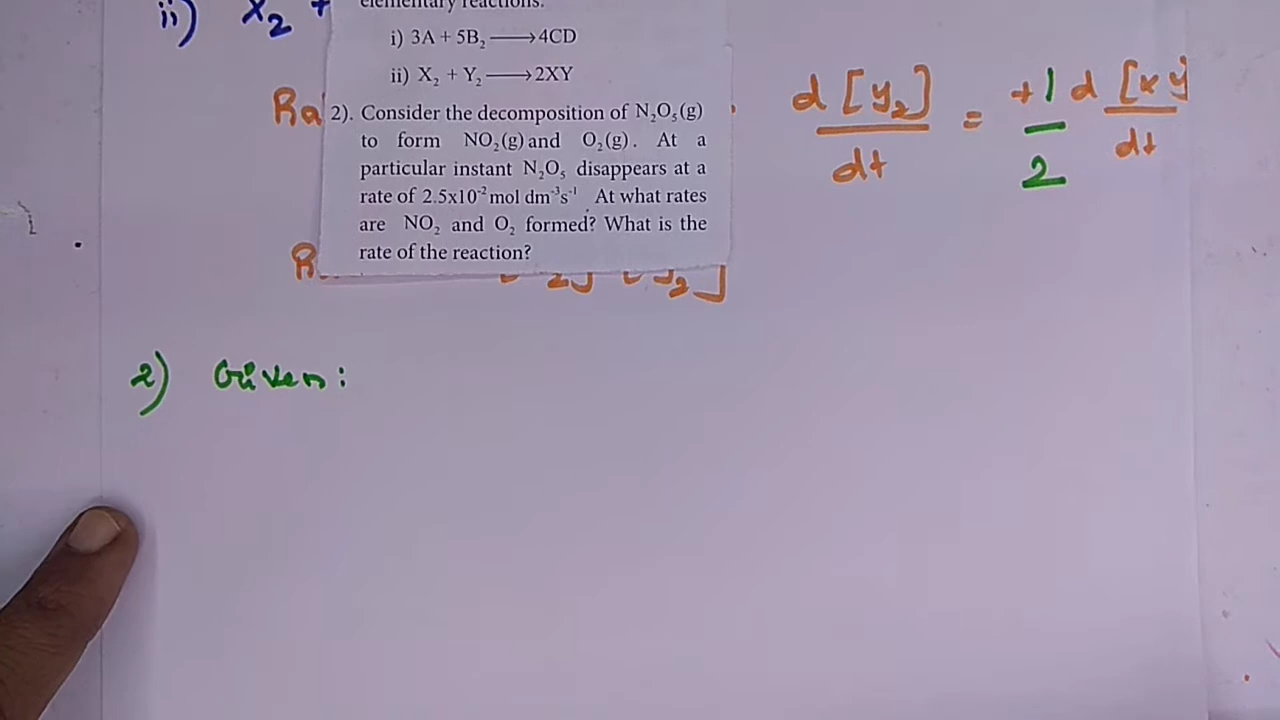 ii) X₂ +
elementary reactions.
i) 3A + 5B₂ ⟶ 4CD
ii) X₂ + Y₂ ⟶ 2XY
Ra
d [y₂] / dt = +1/2 d [xy] / dt
2). Consider the decomposition of N₂O₅(g)
to form NO₂(g) and O₂(g). At a
particular instant N₂O₅ disappears at a
rate of 2.5x10⁻² mol dm⁻³s⁻¹ At what rates
are NO₂ and O₂ formed? What is the
rate of the reaction?
R
2) Given: